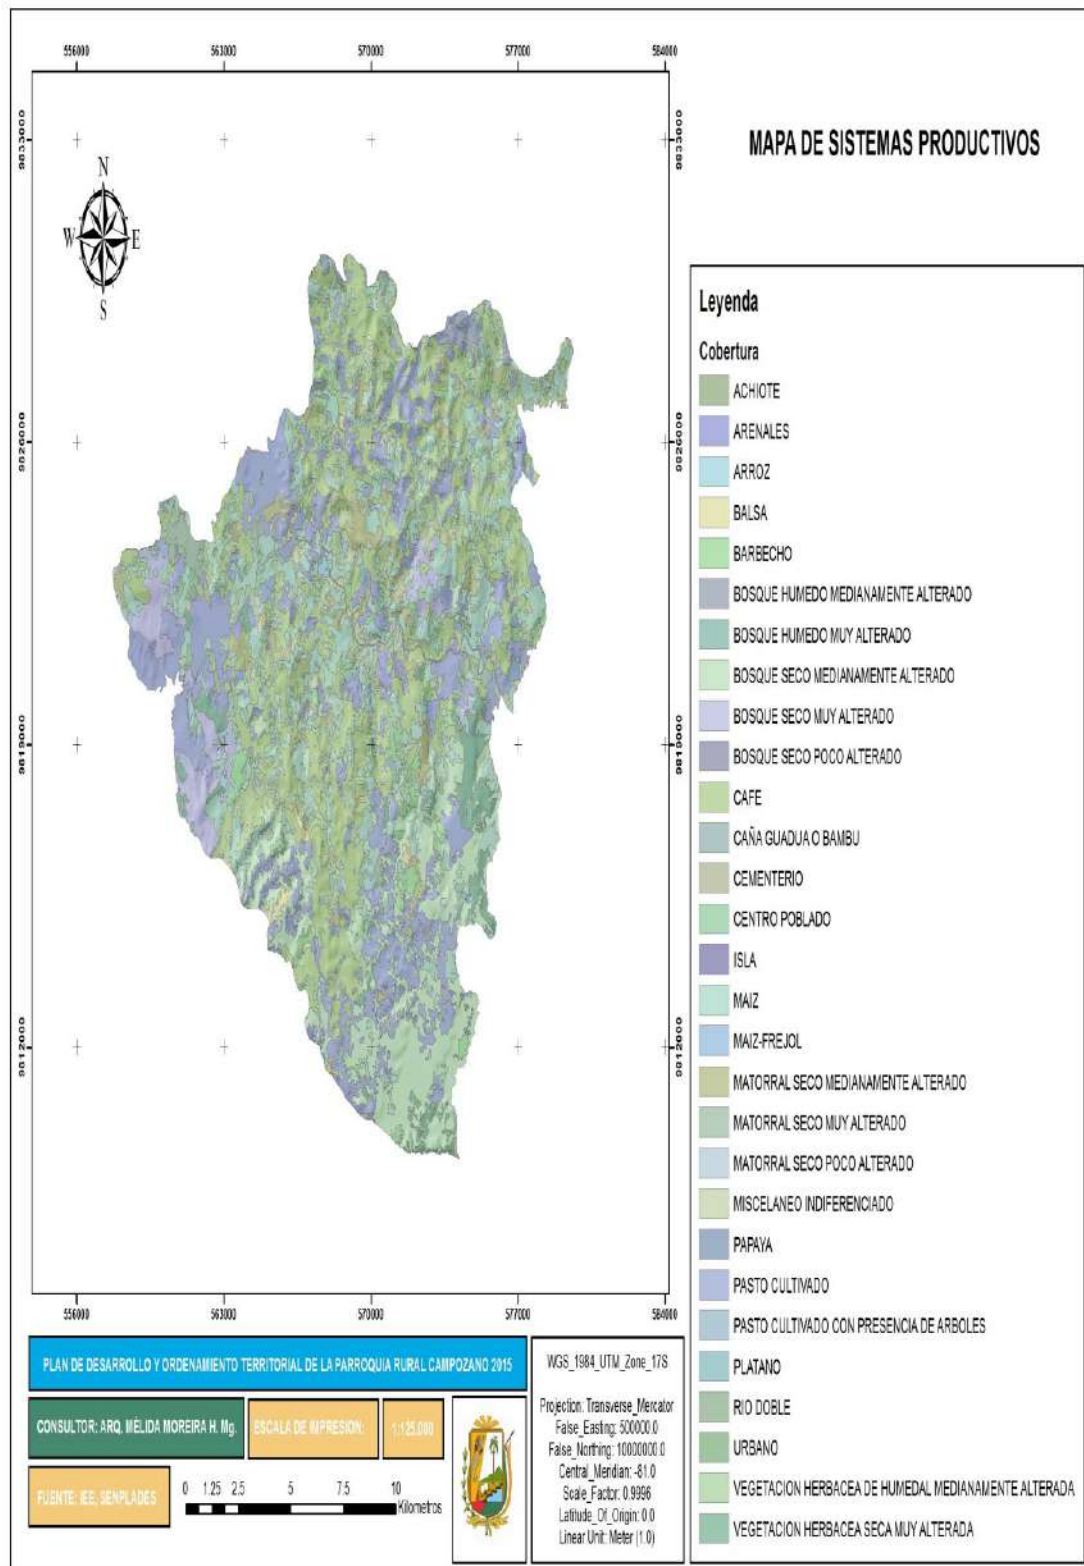 556000 563000 570000 577000 584000
9833000 9833000
MAPA DE SISTEMAS PRODUCTIVOS
N
W E
S
Leyenda
Cobertura
ACHIOTE
ARENALES
ARROZ
BALSA
BARBECHO
BOSQUE HUMEDO MEDIANAMENTE ALTERADO
BOSQUE HUMEDO MUY ALTERADO
BOSQUE SECO MEDIANAMENTE ALTERADO
BOSQUE SECO MUY ALTERADO
BOSQUE SECO POCO ALTERADO
CAFE
CAÑA GUADUA O BAMBU
CEMENTERIO
CENTRO POBLADO
ISLA
MAIZ
MAIZ-FREJOL
MATORRAL SECO MEDIANAMENTE ALTERADO
MATORRAL SECO MUY ALTERADO
MATORRAL SECO POCO ALTERADO
MISCELANEO INDIFERENCIADO
PAPAYA
PASTO CULTIVADO
PASTO CULTIVADO CON PRESENCIA DE ARBOLES
PLATANO
RIO DOBLE
URBANO
VEGETACION HERBACEA DE HUMEDAL MEDIANAMENTE ALTERADA
VEGETACION HERBACEA SECA MUY ALTERADA
9826000 9826000
9819000 9819000
9812000 9812000
556000 563000 570000 577000 584000
PLAN DE DESARROLLO Y ORDENAMIENTO TERRITORIAL DE LA PARROQUIA RURAL CAMPOZANO 2015
CONSULTOR: ARQ. MÉLIDA MOREIRA H. Mg.
ESCALA DE IMPRESION:
1:125.000
FUENTE: IEE, SENPLADES
0 1.25 2.5 5 7.5 10
Kilometros
WGS_1984_UTM_Zone_17S
Projection: Transverse_Mercator
False_Easting: 500000.0
False_Northing: 10000000.0
Central_Meridian: -81.0
Scale_Factor: 0.9996
Latitude_Of_Origin: 0.0
Linear Unit: Meter (1.0)